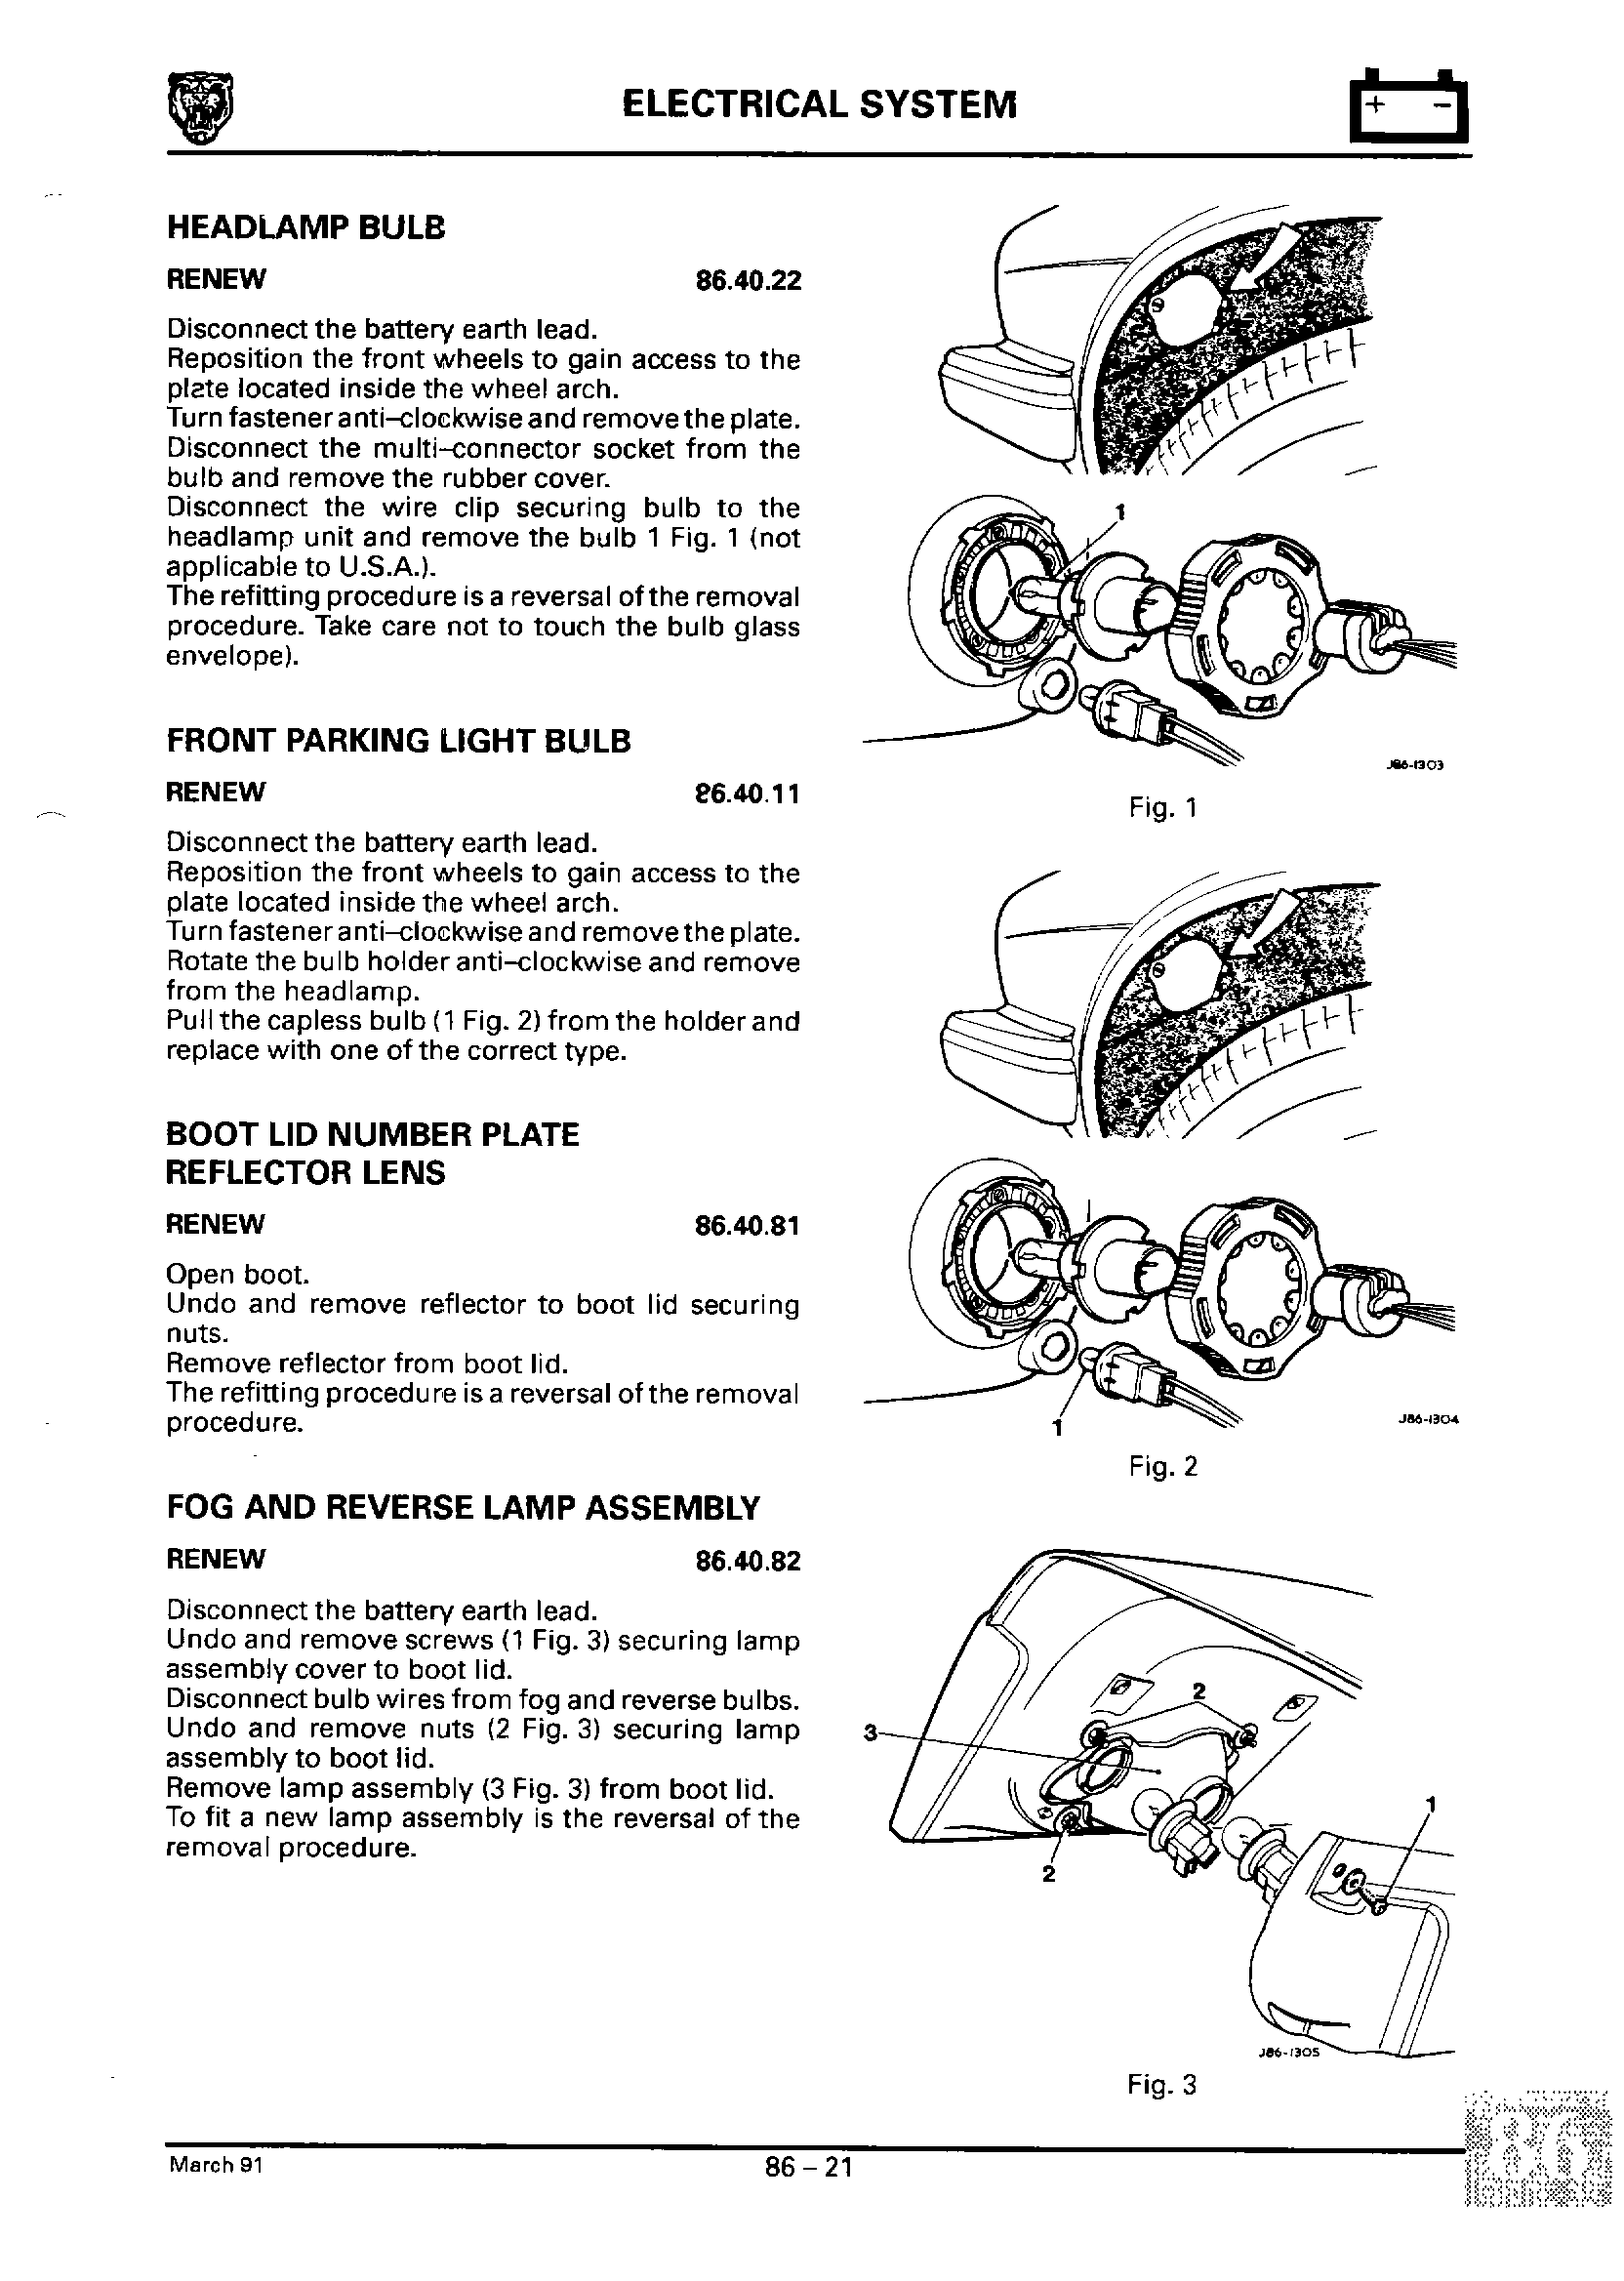 ELECTRICAL SYSTEM
+ −
HEADLAMP BULB
RENEW 86.40.22
Disconnect the battery earth lead.
Reposition the front wheels to gain access to the
plate located inside the wheel arch.
Turn fastener anti–clockwise and remove the plate.
Disconnect the multi–connector socket from the
bulb and remove the rubber cover.
Disconnect the wire clip securing bulb to the
headlamp unit and remove the bulb 1 Fig. 1 (not
applicable to U.S.A.).
The refitting procedure is a reversal of the removal
procedure. Take care not to touch the bulb glass
envelope).
FRONT PARKING LIGHT BULB
RENEW 86.40.11
Disconnect the battery earth lead.
Reposition the front wheels to gain access to the
plate located inside the wheel arch.
Turn fastener anti–clockwise and remove the plate.
Rotate the bulb holder anti–clockwise and remove
from the headlamp.
Pull the capless bulb (1 Fig. 2) from the holder and
replace with one of the correct type.
BOOT LID NUMBER PLATE
REFLECTOR LENS
RENEW 86.40.81
Open boot.
Undo and remove reflector to boot lid securing
nuts.
Remove reflector from boot lid.
The refitting procedure is a reversal of the removal
procedure.
FOG AND REVERSE LAMP ASSEMBLY
RENEW 86.40.82
Disconnect the battery earth lead.
Undo and remove screws (1 Fig. 3) securing lamp
assembly cover to boot lid.
Disconnect bulb wires from fog and reverse bulbs.
Undo and remove nuts (2 Fig. 3) securing lamp
assembly to boot lid.
Remove lamp assembly (3 Fig. 3) from boot lid.
To fit a new lamp assembly is the reversal of the
removal procedure.
1
J86-1303
Fig. 1
1
J86-1304
Fig. 2
2
3
1
2
J86-1305
Fig. 3
March 91
86 – 21
86